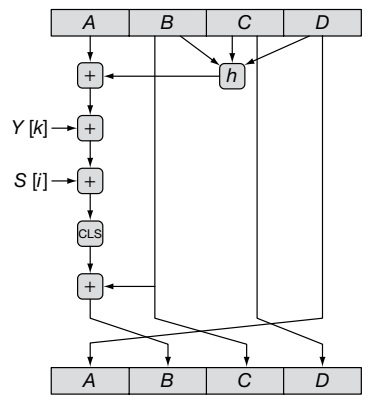 A B C D
+ h
Y [k] +
S [i] +
CLS
+
A B C D